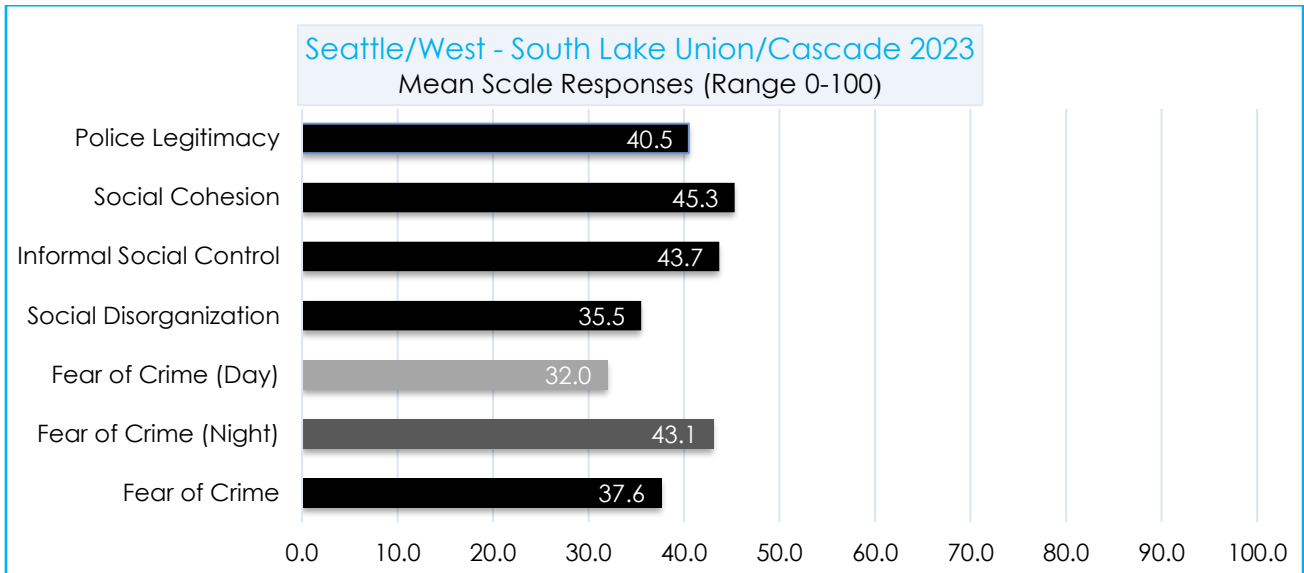 Seattle/West - South Lake Union/Cascade 2023
Mean Scale Responses (Range 0-100)
Police Legitimacy 40.5
Social Cohesion 45.3
Informal Social Control 43.7
Social Disorganization 35.5
Fear of Crime (Day) 32.0
Fear of Crime (Night) 43.1
Fear of Crime 37.6
0.0 10.0 20.0 30.0 40.0 50.0 60.0 70.0 80.0 90.0 100.0